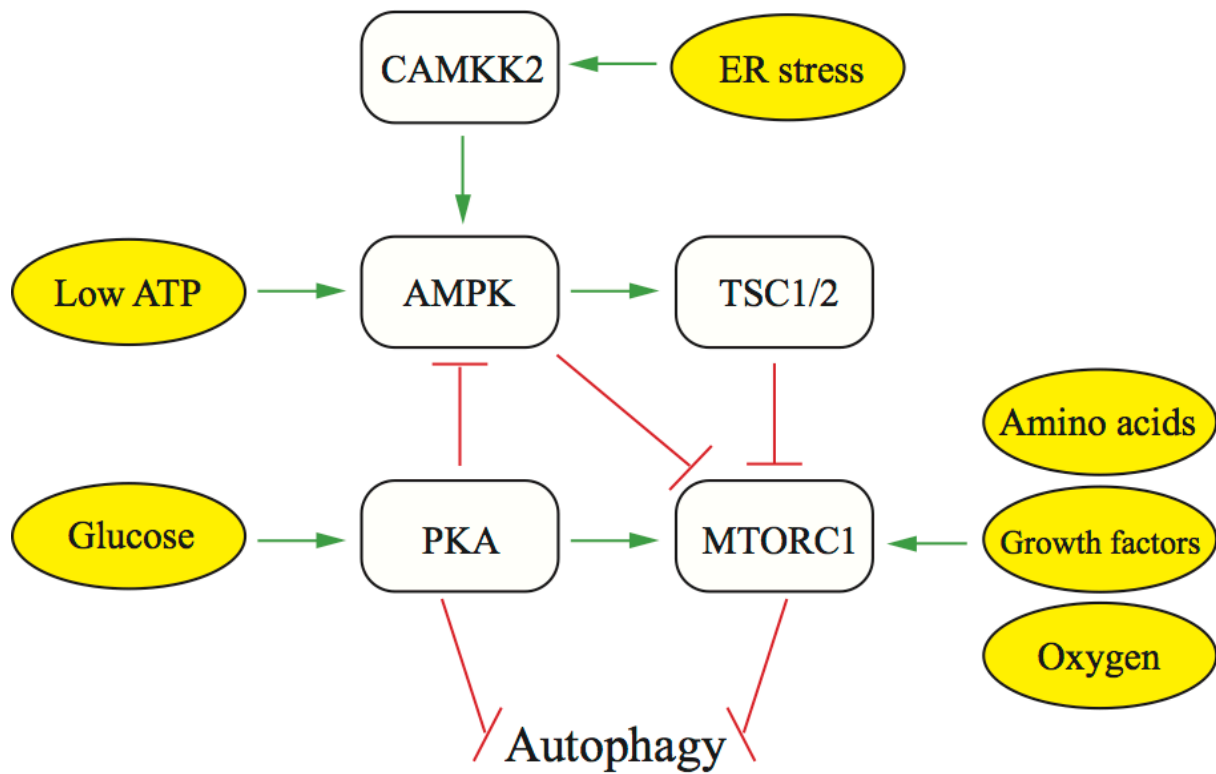 CAMKK2
ER stress
Low ATP
AMPK
TSC1/2
Amino acids
Glucose
PKA
MTORC1
Growth factors
Oxygen
Autophagy